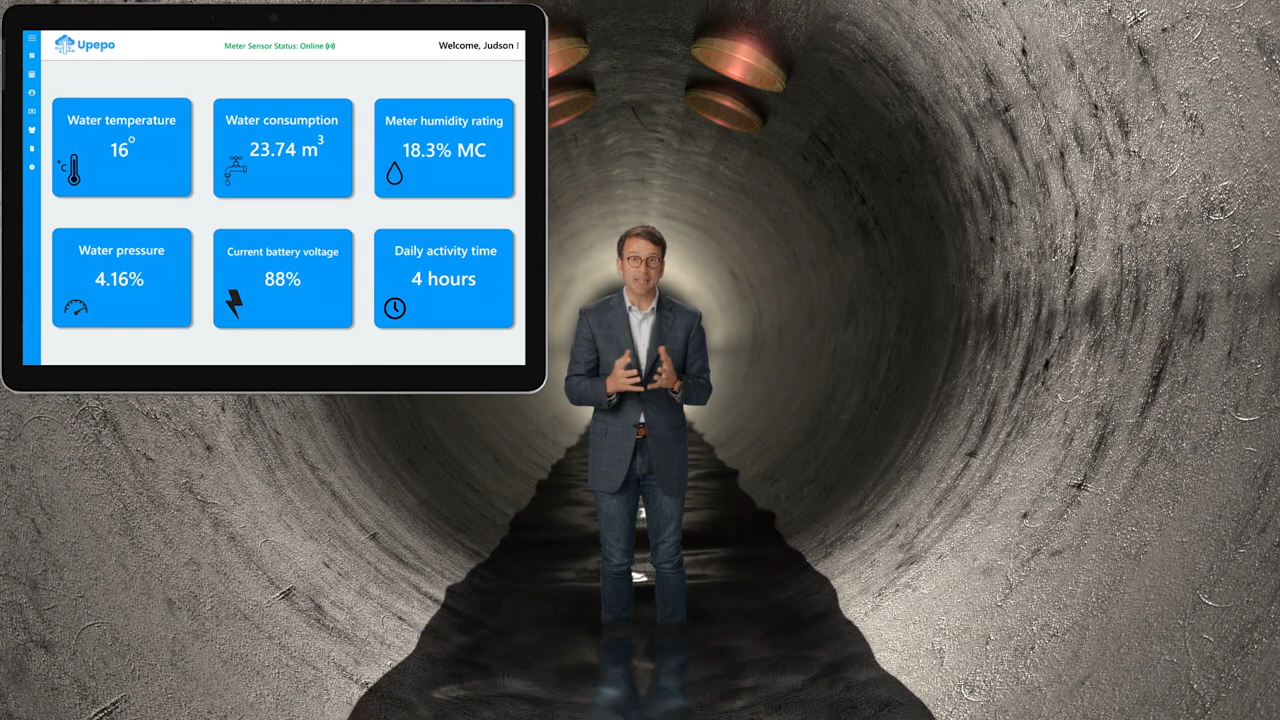 Upepo
Meter Sensor Status: Online
Welcome, Judson
Water temperature
16°
°C
Water consumption
23.74 m³
Meter humidity rating
18.3% MC
Water pressure
4.16%
Current battery voltage
88%
Daily activity time
4 hours